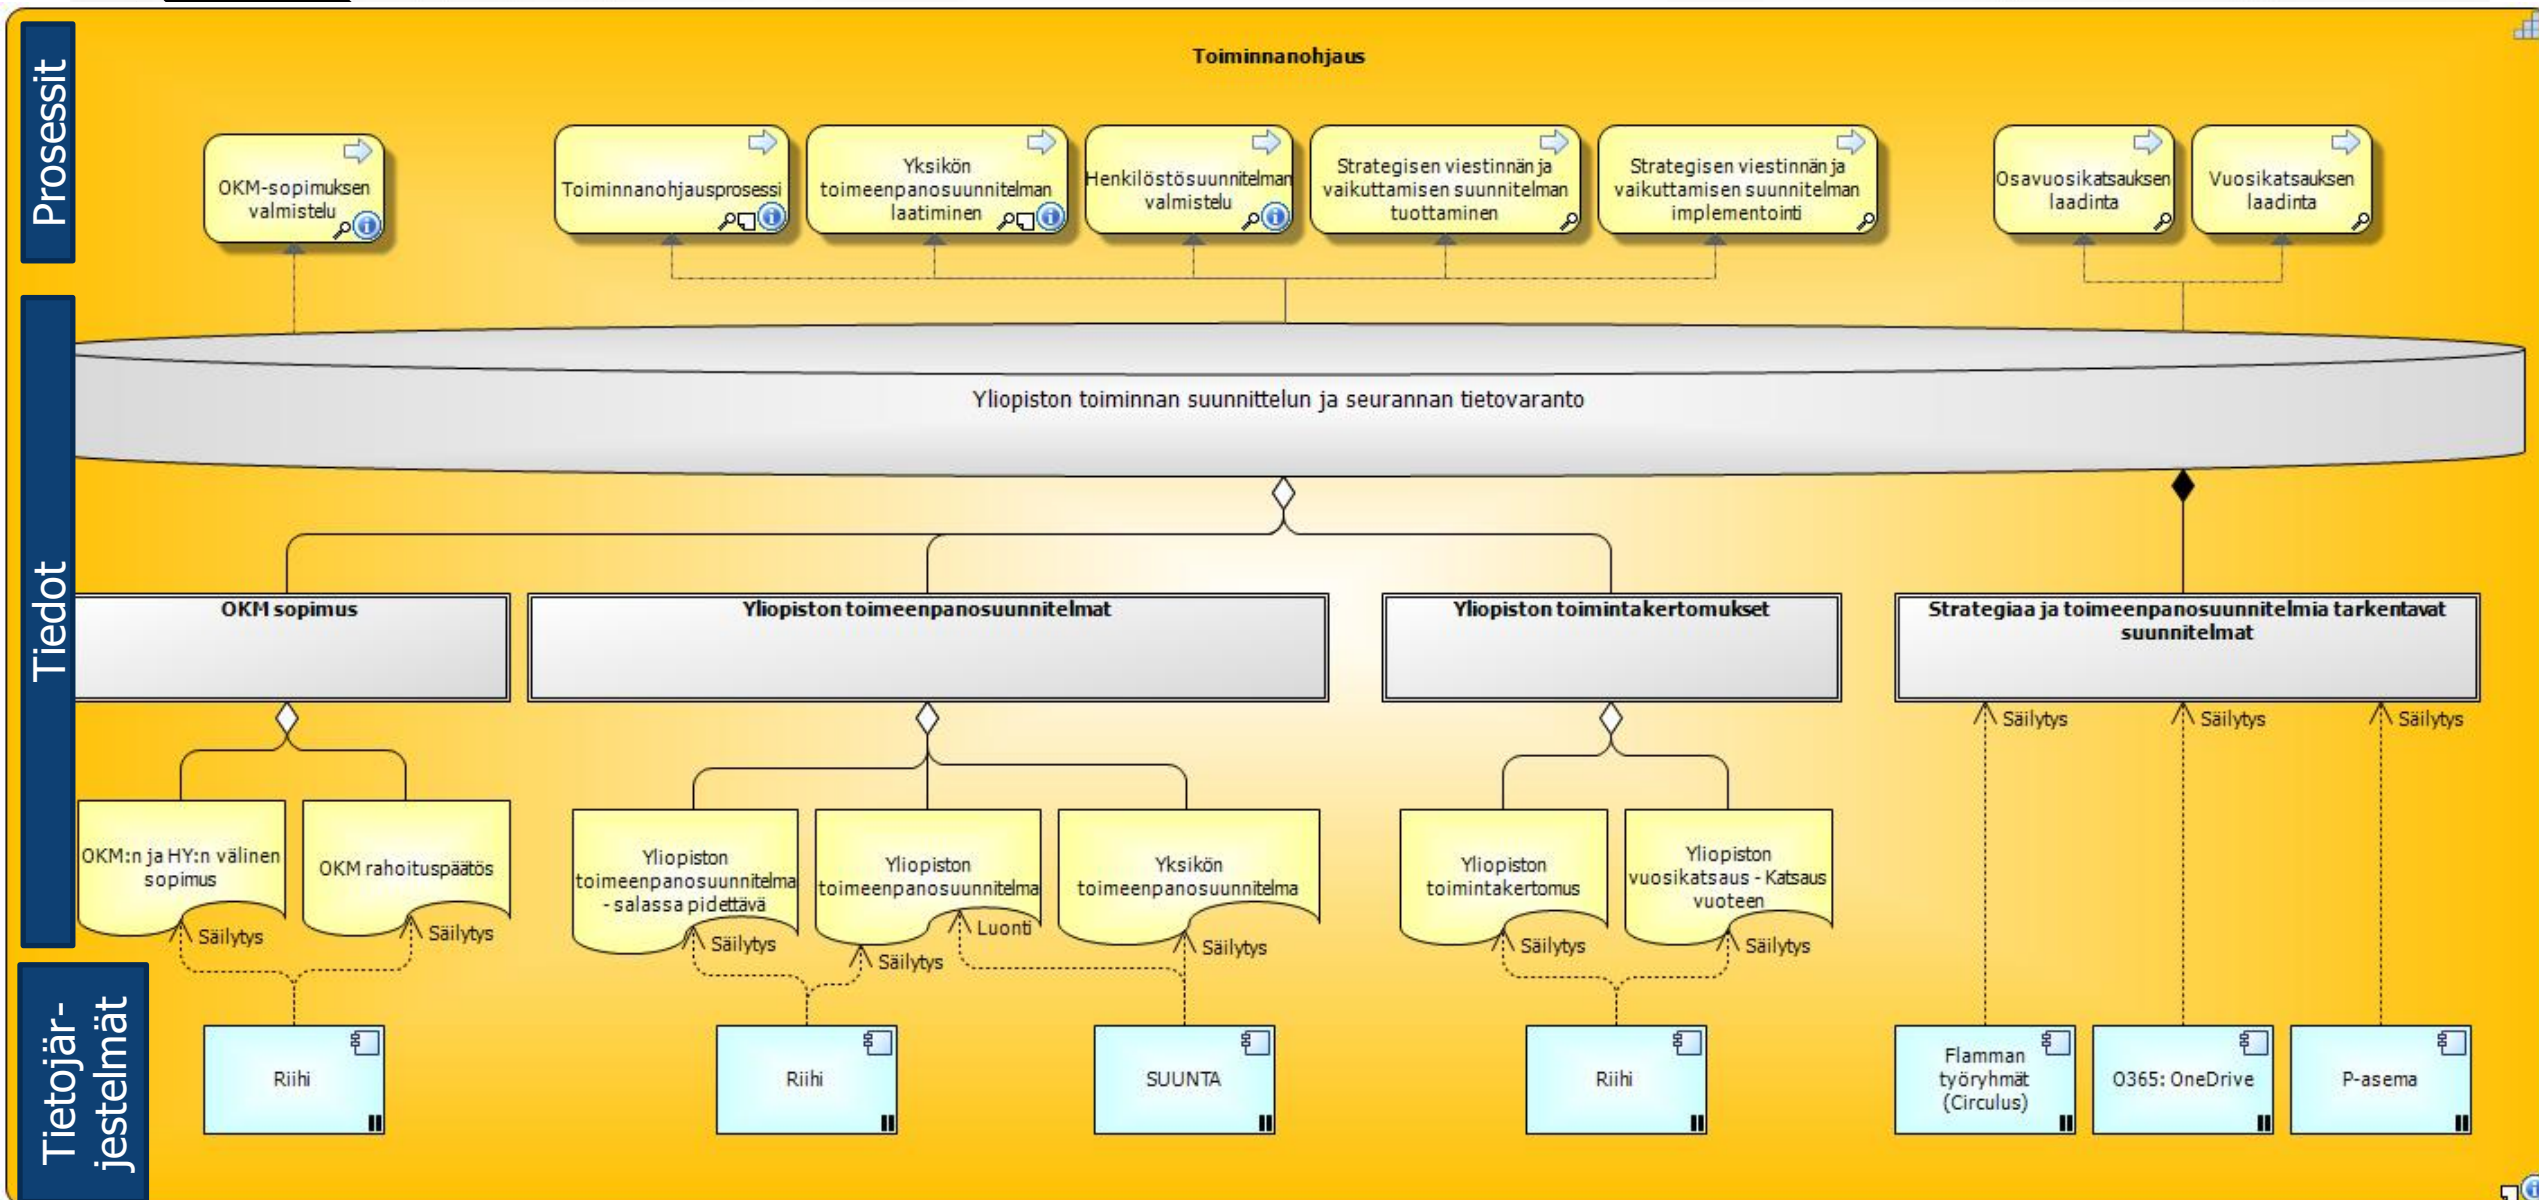 Prosessit
Toiminnanohjaus
OKM-sopimuksen
valmistelu
Toiminnanohjausprosessi
Yksikön
toimeenpanosuunnitelman
laatiminen
Henkilöstösuunnitelman
valmistelu
Strategisen viestinnän ja
vaikuttamisen suunnitelman
tuottaminen
Strategisen viestinnän ja
vaikuttamisen suunnitelman
implementointi
Osavuosikatsauksen
laadinta
Vuosikatsauksen
laadinta
Tiedot
Yliopiston toiminnan suunnittelun ja seurannan tietovaranto
OKM sopimus
Yliopiston toimeenpanosuunnitelmat
Yliopiston toimintakertomukset
Strategiaa ja toimeenpanosuunnitelmia tarkentavat
suunnitelmat
Säilytys
Säilytys
Säilytys
OKM:n ja HY:n välinen
sopimus
OKM rahoituspäätös
Yliopiston
toimeenpanosuunnitelma
- salassa pidettävä
Yliopiston
toimeenpanosuunnitelma
Yksikön
toimeenpanosuunnitelma
Yliopiston
toimintakertomus
Yliopiston
vuosikatsaus - Katsaus
vuoteen
Säilytys
Säilytys
Säilytys
Säilytys
Luonti
Säilytys
Säilytys
Säilytys
Tietojär-
jestelmät
Riihi
Riihi
SUUNTA
Riihi
Flamman
työryhmät
(Circulus)
O365: OneDrive
P-asema